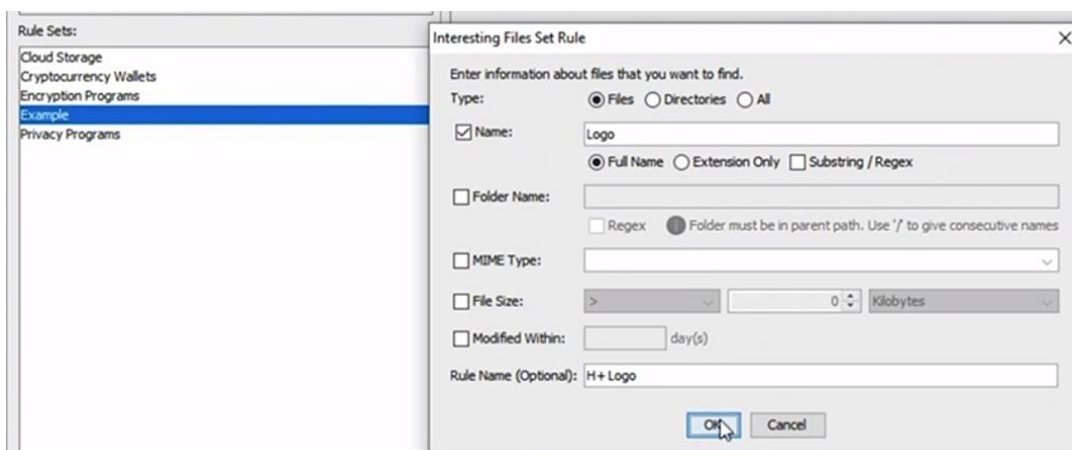 Rule Sets:
Cloud Storage
Cryptocurrency Wallets
Encryption Programs
Example
Privacy Programs
Interesting Files Set Rule
Enter information about files that you want to find.
Type: Files Directories All
Name: Logo
Full Name Extension Only Substring / Regex
Folder Name:
Regex Folder must be in parent path. Use '/' to give consecutive names
MIME Type:
File Size: > 0 Kilobytes
Modified Within: day(s)
Rule Name (Optional): H+ Logo
OK Cancel